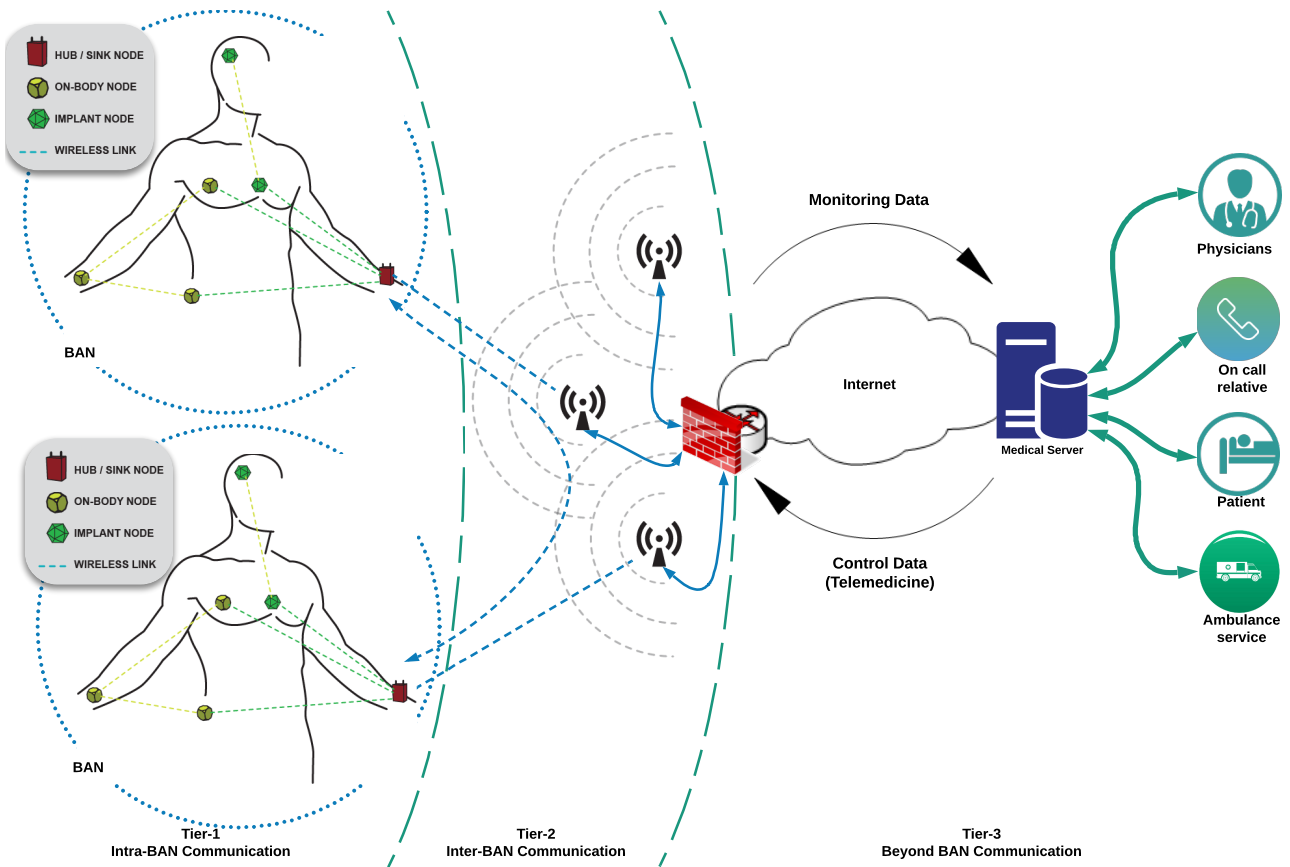 HUB / SINK NODE
ON-BODY NODE
IMPLANT NODE
WIRELESS LINK
BAN
HUB / SINK NODE
ON-BODY NODE
IMPLANT NODE
WIRELESS LINK
BAN
Monitoring Data
Internet
Control Data
(Telemedicine)
Medical Server
Physicians
On call
relative
Patient
Ambulance
service
Tier-1
Intra-BAN Communication
Tier-2
Inter-BAN Communication
Tier-3
Beyond BAN Communication